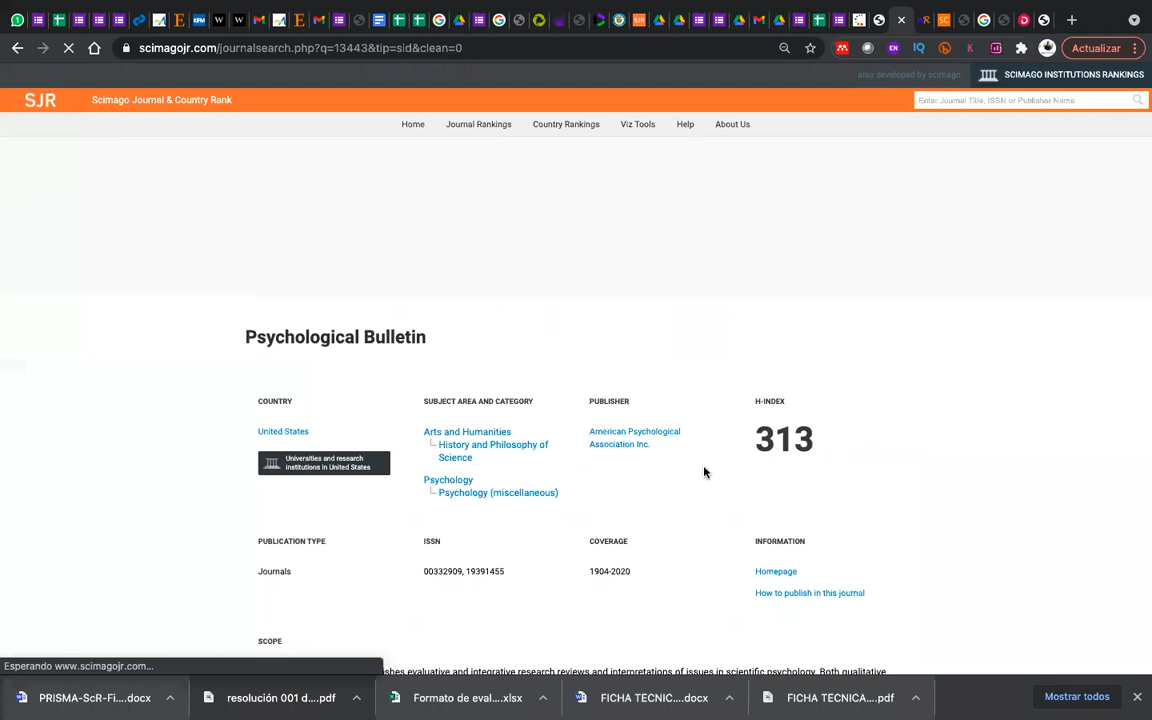 scimagojr.com/journalsearch.php?q=13443&tip=sid&clean=0
Actualizar
also developed by scimago:
SCIMAGO INSTITUTIONS RANKINGS
SJR
Scimago Journal & Country Rank
Enter Journal Title, ISSN or Publisher Name
Home
Journal Rankings
Country Rankings
Viz Tools
Help
About Us
Psychological Bulletin
COUNTRY
SUBJECT AREA AND CATEGORY
PUBLISHER
H-INDEX
United States
Universities and research
institutions in United States
Arts and Humanities
History and Philosophy of
Science
Psychology
Psychology (miscellaneous)
American Psychological
Association Inc.
313
PUBLICATION TYPE
ISSN
COVERAGE
INFORMATION
Journals
00332909, 19391455
1904-2020
Homepage
How to publish in this journal
SCOPE
Esperando www.scimagojr.com...
evaluative and integrative research reviews and interpretations of issues in scientific psychology. Both qualitative
PRISMA-ScR-Fi....docx
resolución 001 d....pdf
Formato de eval....xlsx
FICHA TECNIC....docx
FICHA TECNICA....pdf
Mostrar todos